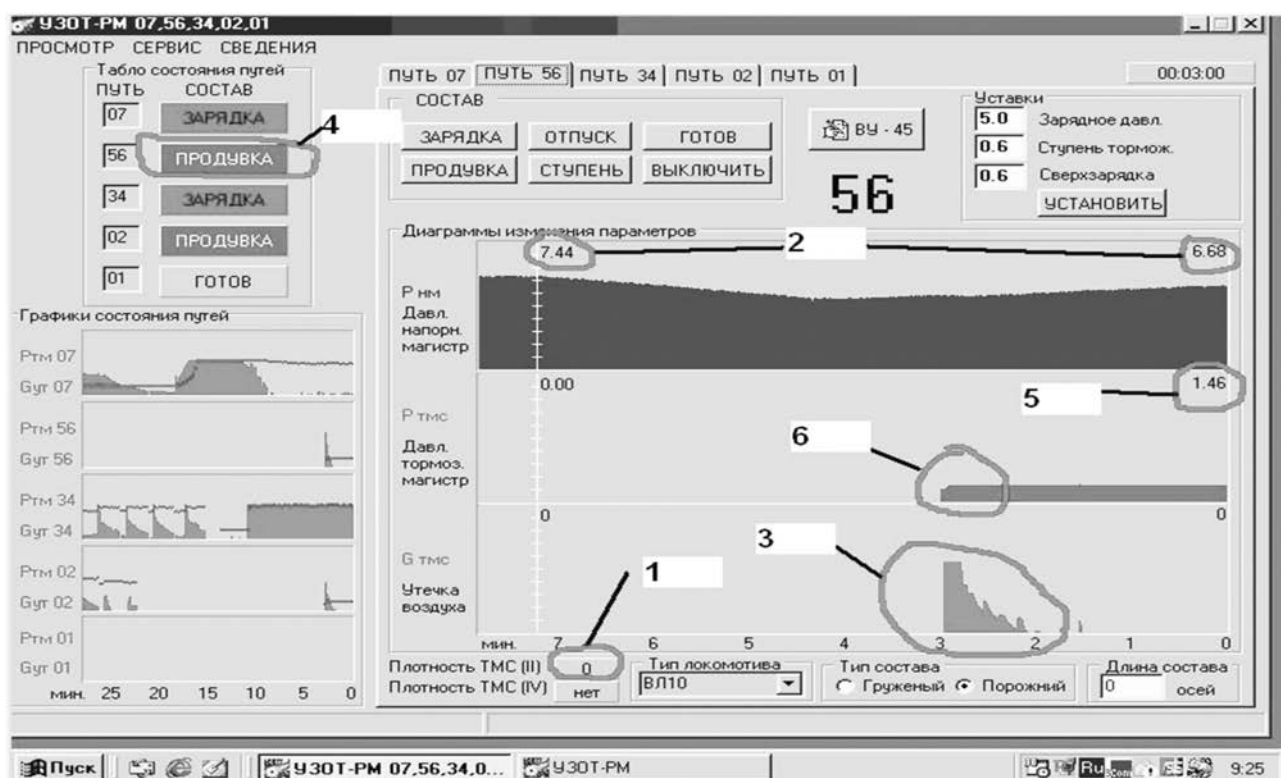 УЗОТ-РМ 07,56,34,02,01
ПРОСМОТР СЕРВИС СВЕДЕНИЯ
Табло состояния путей
ПУТЬ СОСТАВ
07 ЗАРЯДКА
4
56 ПРОДУВКА
34 ЗАРЯДКА
02 ПРОДУВКА
01 ГОТОВ
Графики состояния путей
Ртм 07
Gут 07
Ртм 56
Gут 56
Ртм 34
Gут 34
Ртм 02
Gут 02
Ртм 01
Gут 01
мин. 25 20 15 10 5 0
ПУТЬ 07 ПУТЬ 56 ПУТЬ 34 ПУТЬ 02 ПУТЬ 01
00:03:00
СОСТАВ
ЗАРЯДКА ОТПУСК ГОТОВ
ПРОДУВКА СТУПЕНЬ ВЫКЛЮЧИТЬ
ВУ - 45
56
Уставки
5.0 Зарядное давл.
0.6 Ступень тормож.
0.6 Сверхзарядка
УСТАНОВИТЬ
Диаграммы изменения параметров
7.44 2 6.68
Р нм
Давл.
напорн.
магистр
0.00 1.46
5
Р тмс
6
Давл.
тормоз.
магистр
0 0
3
G тмс
1
Утечка
воздуха
мин. 7 6 5 4 3 2 1 0
Плотность ТМС (II) 0
Плотность ТМС (IV) нет
Тип локомотива
ВЛ10
Тип состава
Груженый Порожний
Длина состава
0 осей
Пуск УЗОТ-РМ 07,56,34,0... УЗОТ-РМ Ru 9:25